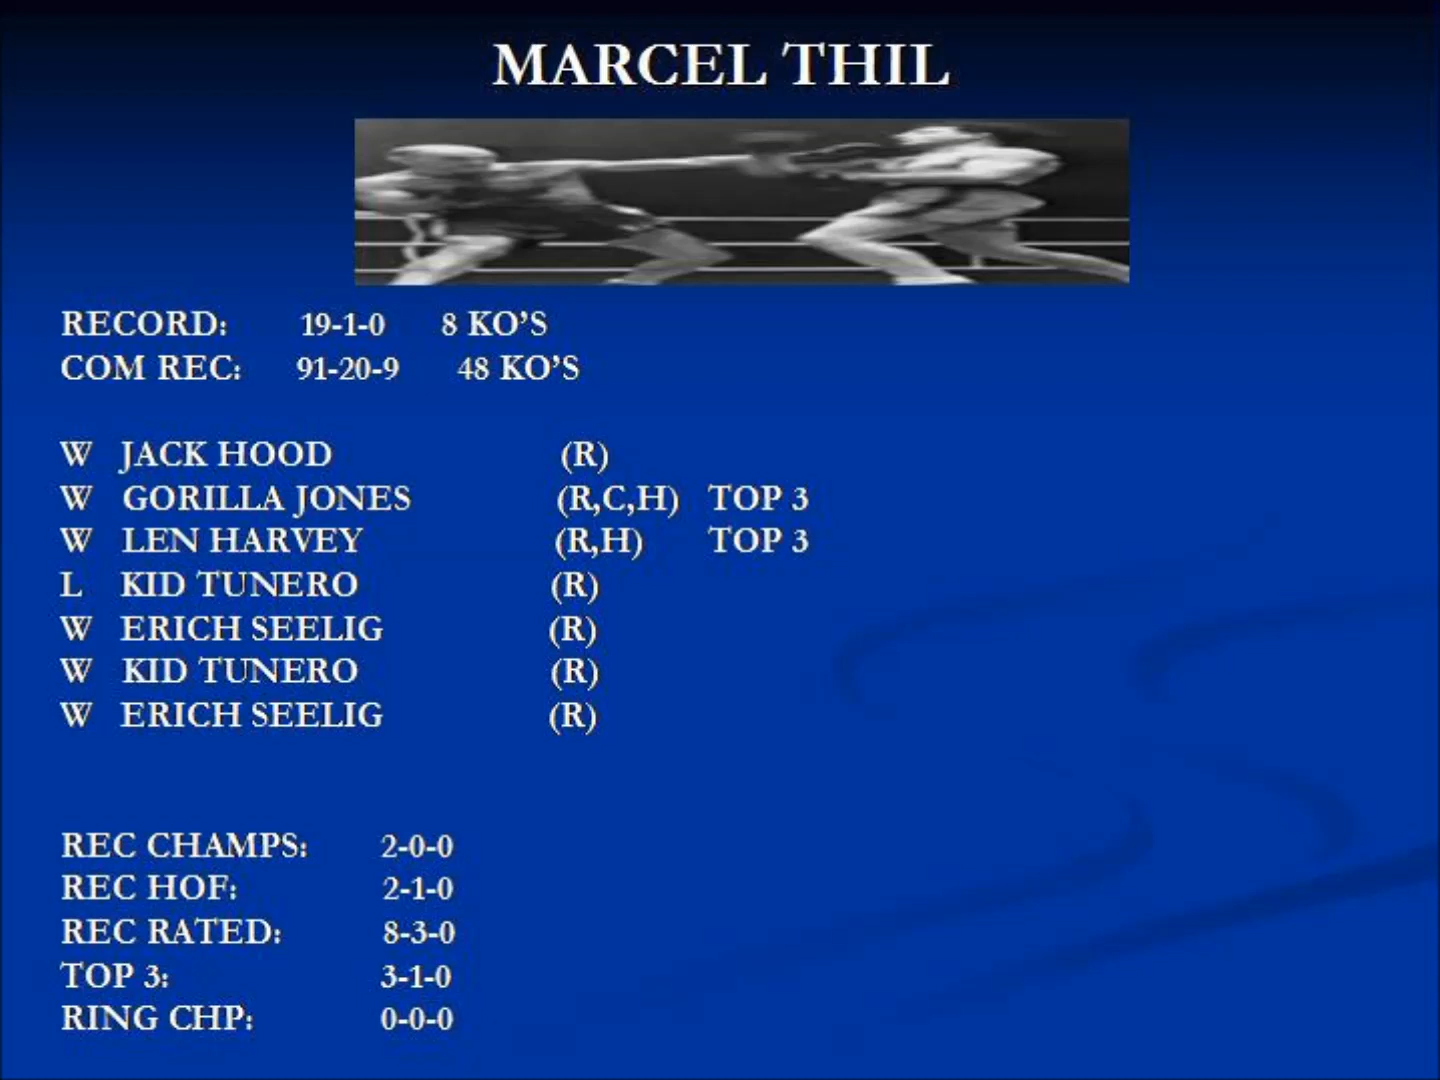 MARCEL THIL
RECORD: 19-1-0 8 KO'S
COM REC: 91-20-9 48 KO'S
W JACK HOOD (R)
W GORILLA JONES (R,C,H) TOP 3
W LEN HARVEY (R,H) TOP 3
L KID TUNERO (R)
W ERICH SEELIG (R)
W KID TUNERO (R)
W ERICH SEELIG (R)
REC CHAMPS: 2-0-0
REC HOF: 2-1-0
REC RATED: 8-3-0
TOP 3: 3-1-0
RING CHP: 0-0-0